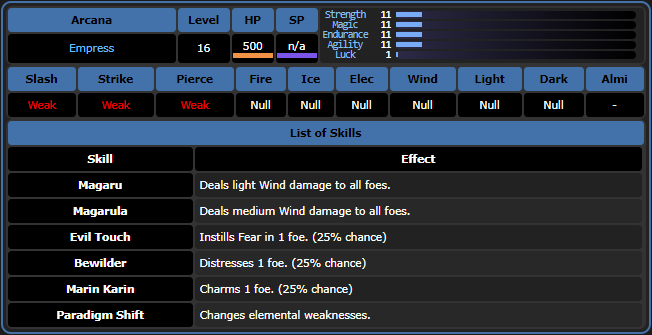 Arcana Level HP SP
Empress 16 500 n/a
Strength 11
Magic 11
Endurance 11
Agility 11
Luck 1
Slash Strike Pierce Fire Ice Elec Wind Light Dark Almi
Weak Weak Weak Null Null Null Null Null Null -
List of Skills
Skill Effect
Magaru Deals light Wind damage to all foes.
Magarula Deals medium Wind damage to all foes.
Evil Touch Instills Fear in 1 foe. (25% chance)
Bewilder Distresses 1 foe. (25% chance)
Marin Karin Charms 1 foe. (25% chance)
Paradigm Shift Changes elemental weaknesses.